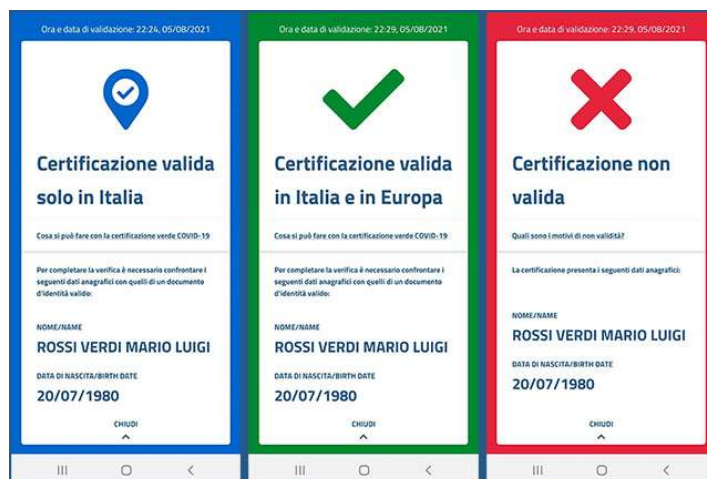 Ora e data di validazione: 22:24, 05/08/2021
Certificazione valida
solo in Italia
Cosa si può fare con la certificazione verde COVID-19
Per completare la verifica è necessario confrontare i
seguenti dati anagrafici con quelli di un documento
d'identità valido:
NOME/NAME
ROSSI VERDI MARIO LUIGI
DATA DI NASCITA/BIRTH DATE
20/07/1980
CHIUDI
Ora e data di validazione: 22:29, 05/08/2021
Certificazione valida
in Italia e in Europa
Cosa si può fare con la certificazione verde COVID-19
Per completare la verifica è necessario confrontare i
seguenti dati anagrafici con quelli di un documento
d'identità valido:
NOME/NAME
ROSSI VERDI MARIO LUIGI
DATA DI NASCITA/BIRTH DATE
20/07/1980
CHIUDI
Ora e data di validazione: 22:29, 05/08/2021
Certificazione non
valida
Quali sono i motivi di non validità?
La certificazione presenta i seguenti dati anagrafici:
NOME/NAME
ROSSI VERDI MARIO LUIGI
DATA DI NASCITA/BIRTH DATE
20/07/1980
CHIUDI